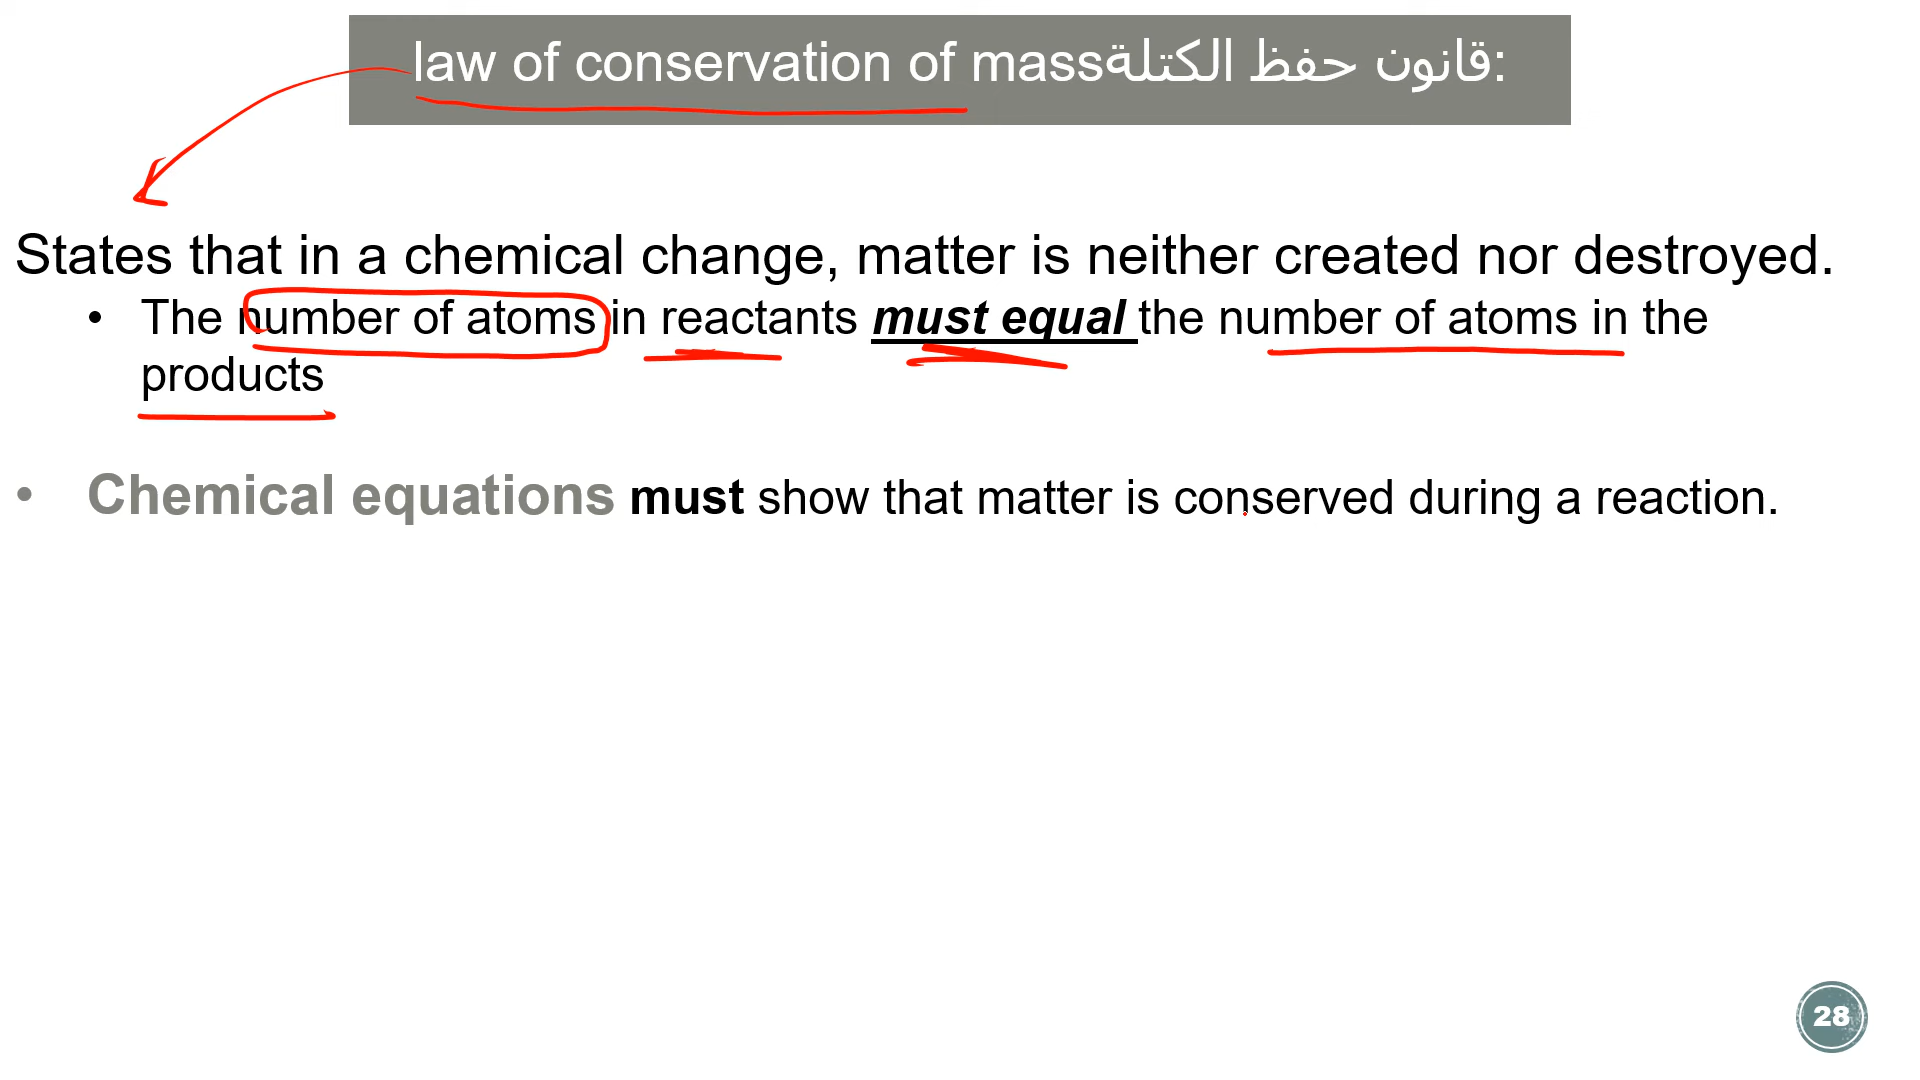 law of conservation of massقانون حفظ الكتلة:
States that in a chemical change, matter is neither created nor destroyed.
• The number of atoms in reactants must equal the number of atoms in the
products
• Chemical equations must show that matter is conserved during a reaction.
28